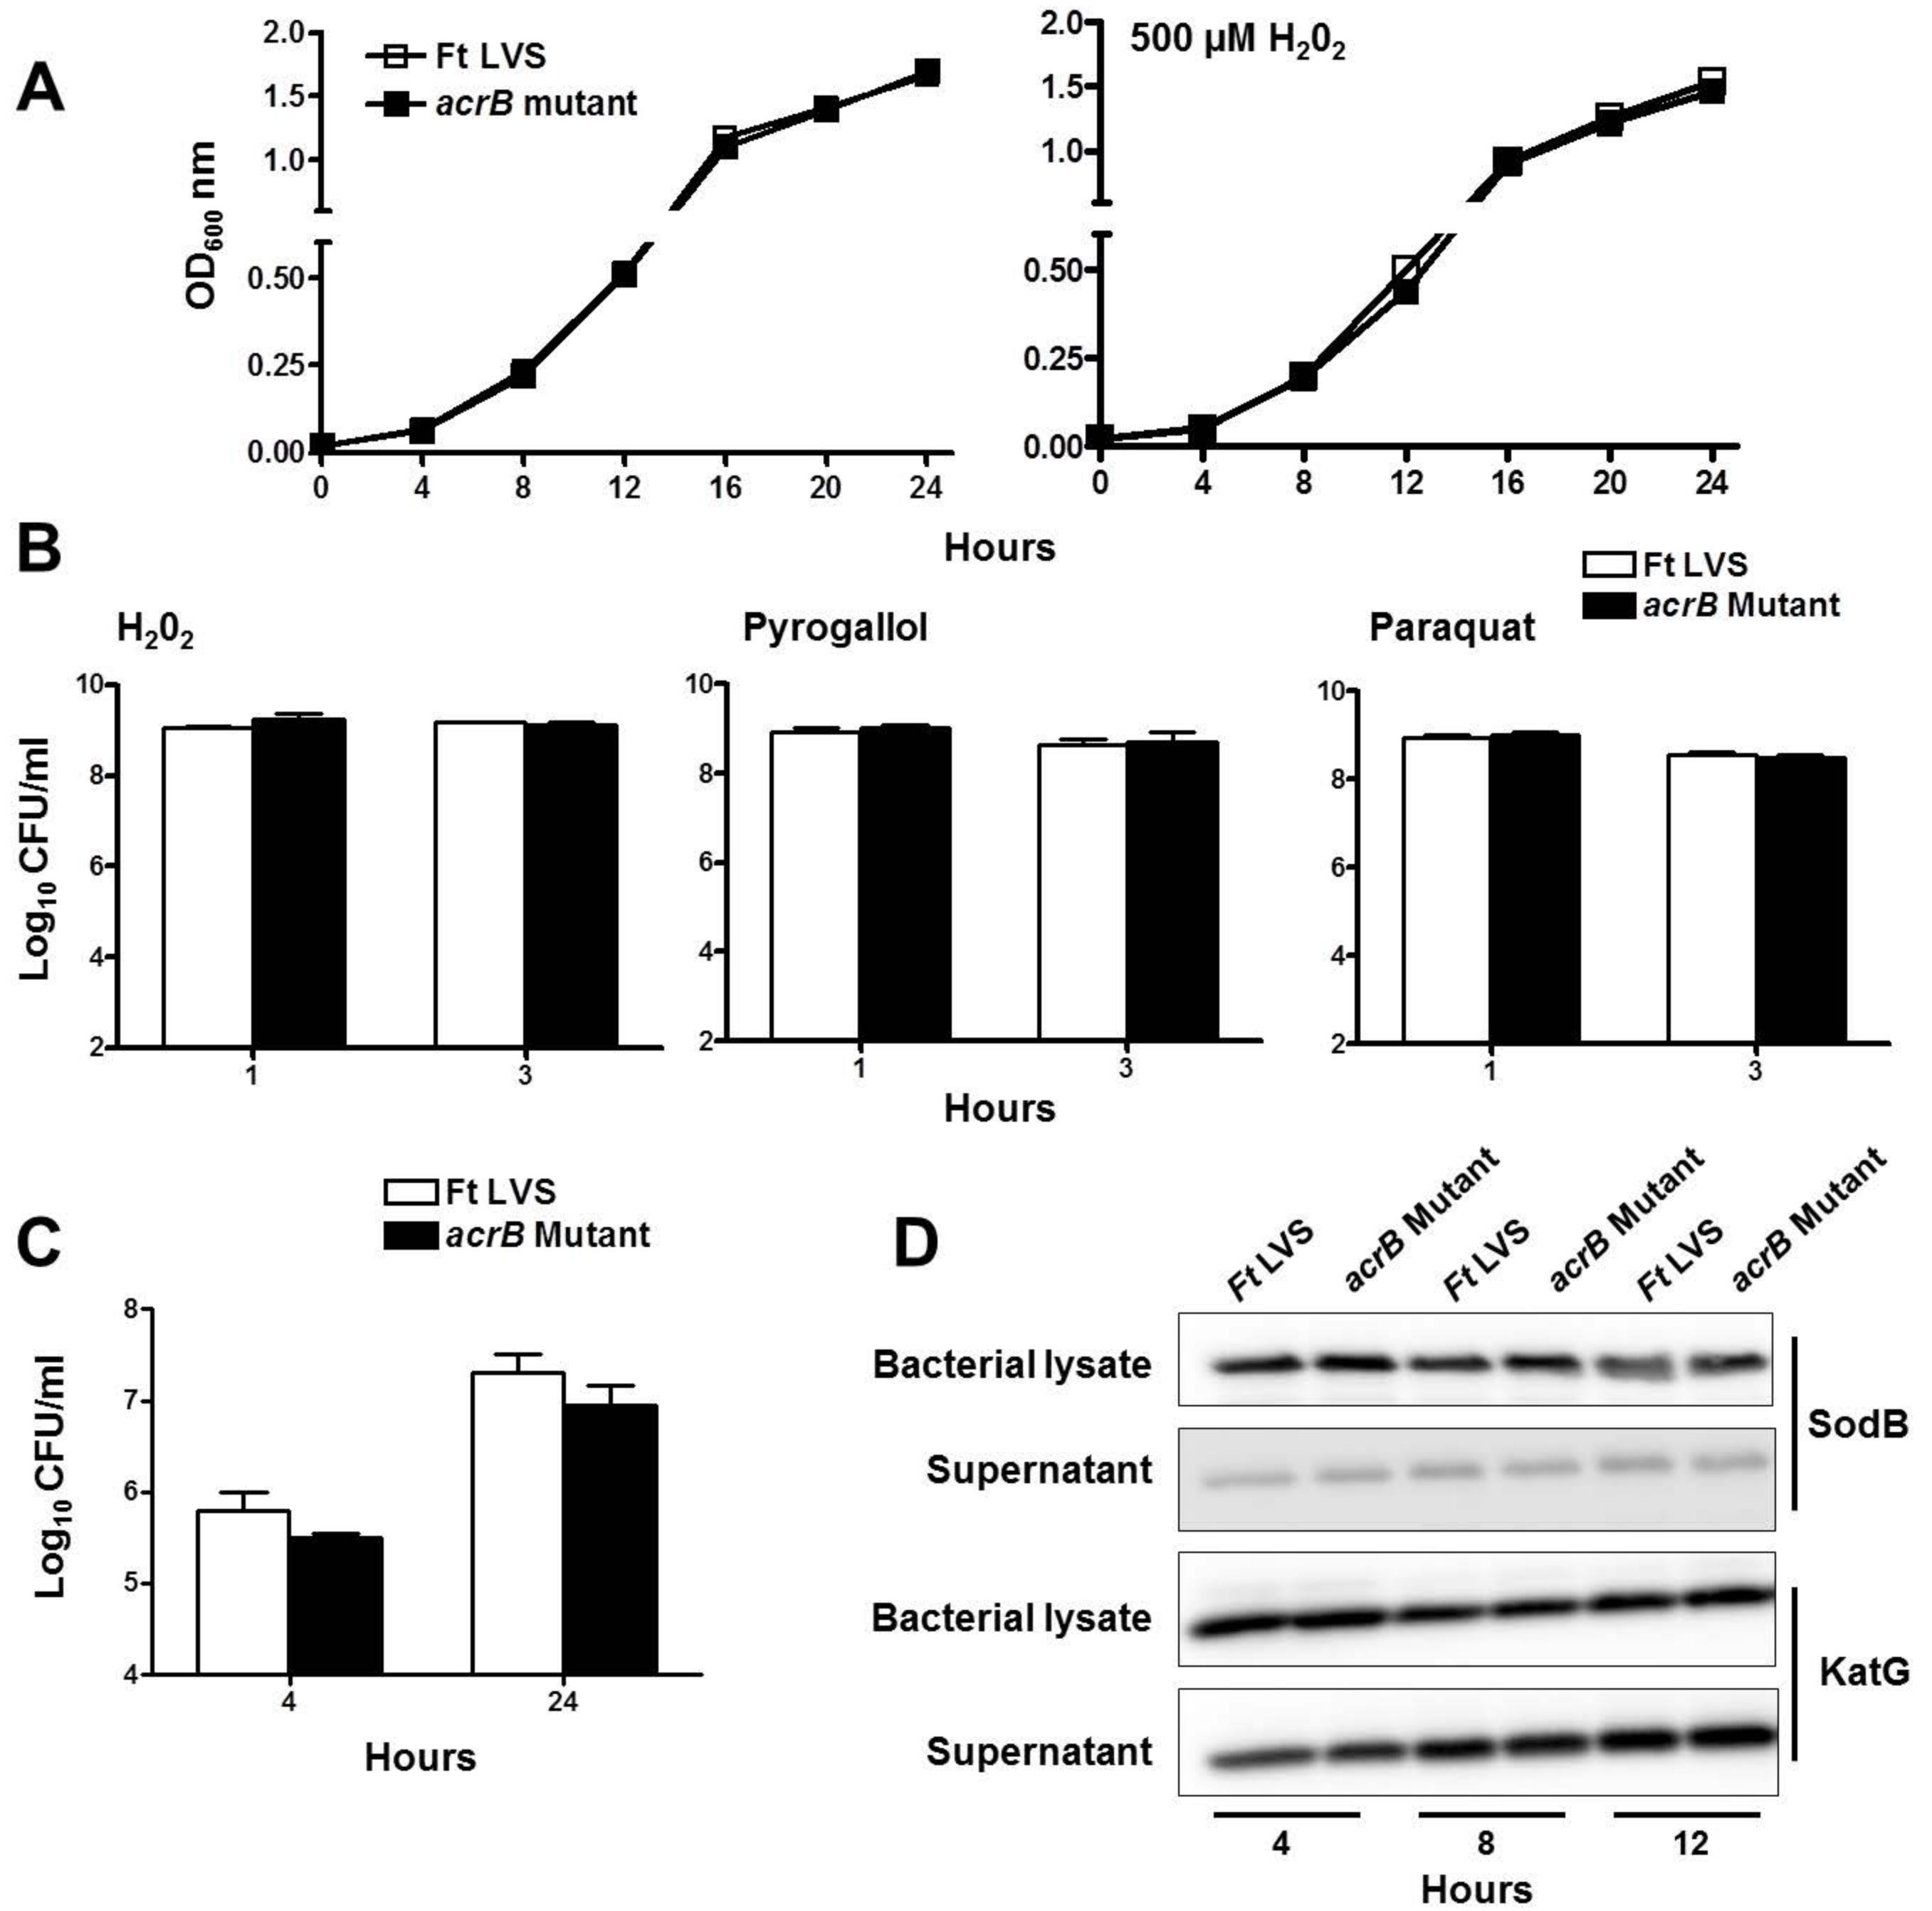 A
2.0
1.5
1.0
0.50
0.25
0.00
OD600 nm
Ft LVS
acrB mutant
0 4 8 12 16 20 24
500 µM H202
2.0
1.5
1.0
0.50
0.25
0.00
0 4 8 12 16 20 24
Hours
B
Ft LVS
acrB Mutant
H202
Pyrogallol
Paraquat
Log10 CFU/ml
10
8
6
4
2
1 3
10
8
6
4
2
1 3
10
8
6
4
2
1 3
Hours
C
Ft LVS
acrB Mutant
Log10 CFU/ml
8
7
6
5
4
4 24
Hours
D
Ft LVS
acrB Mutant
Ft LVS
acrB Mutant
Ft LVS
acrB Mutant
Bacterial lysate
Supernatant
SodB
Bacterial lysate
Supernatant
KatG
4 8 12
Hours